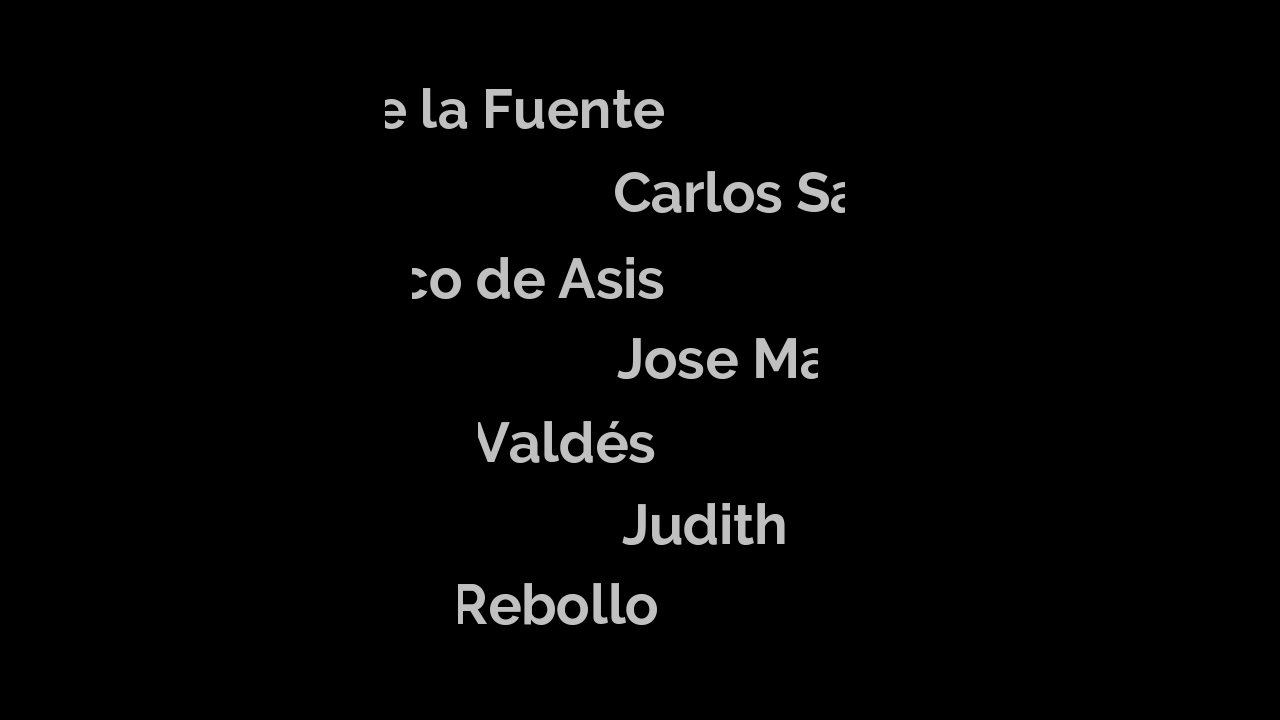 la Fuente
Carlos
de Asis
Jose
Valdés
Judith
Rebollo